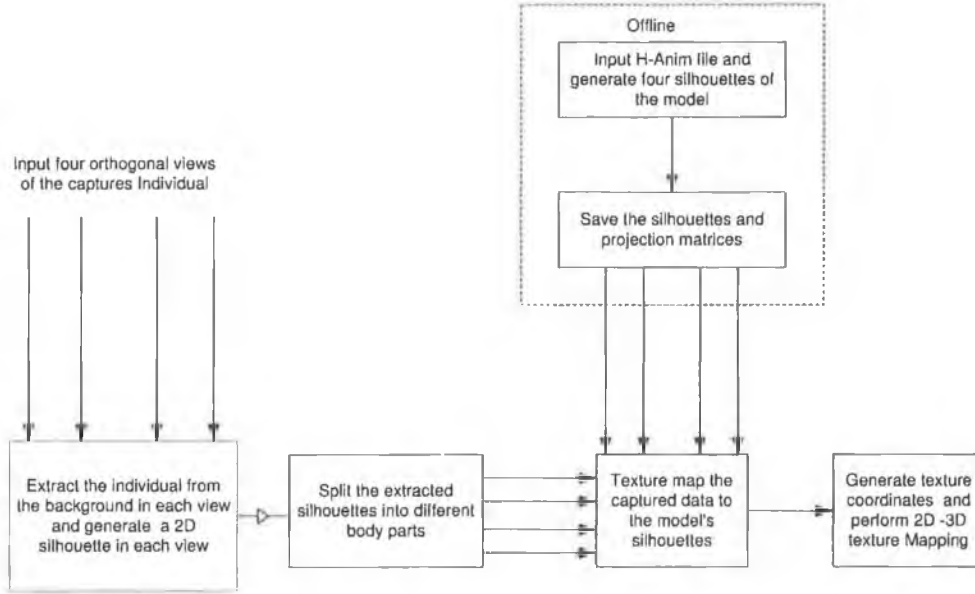 Offline
Input H-Anim file and
generate four silhouettes of
the model
Input four orthogonal views
of the captures Individual
Save the silhouettes and
projection matrices
Extract the individual from
the background in each view
and generate a 2D
silhouette in each view
Split the extracted
silhouettes into different
body parts
Texture map the
captured data to
the model's
silhouettes
Generate texture
coordinates and
perform 2D -3D
texture Mapping